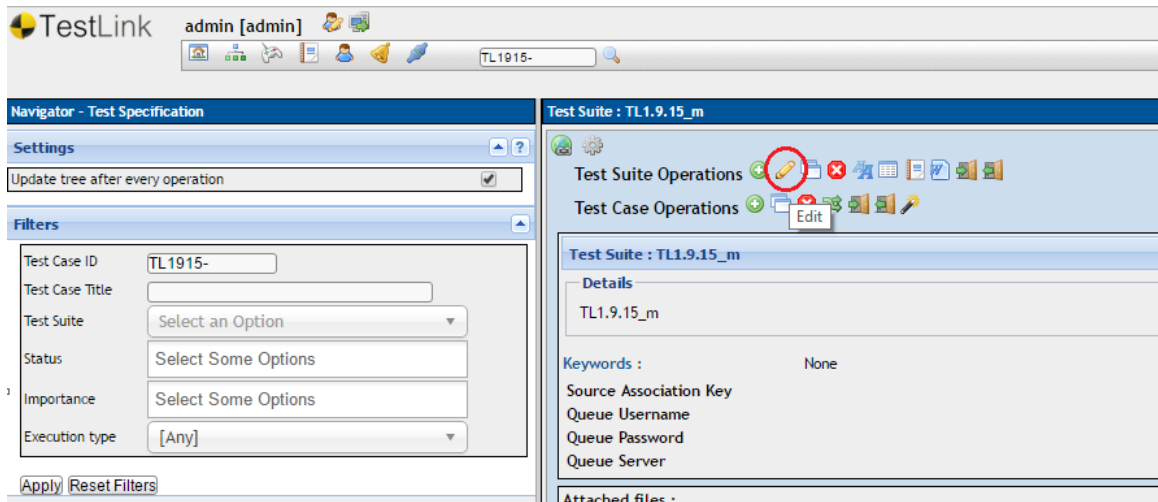 TestLink
admin [admin]
TL1915-
Navigator - Test Specification
Settings
?
Update tree after every operation
Filters
Test Case ID TL1915-
Test Case Title
Test Suite Select an Option
Status Select Some Options
Importance Select Some Options
Execution type [Any]
Apply Reset Filters
Test Suite : TL1.9.15_m
Test Suite Operations
Test Case Operations
Edit
Test Suite : TL1.9.15_m
Details
TL1.9.15_m
Keywords : None
Source Association Key
Queue Username
Queue Password
Queue Server
Attached files :